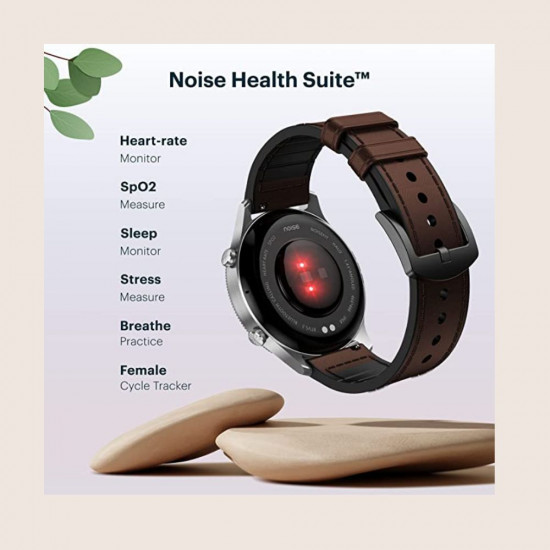 Noise Health Suite™
Heart-rate
Monitor
SpO2
Measure
Sleep
Monitor
Stress
Measure
Breathe
Practice
Female
Cycle Tracker
noise